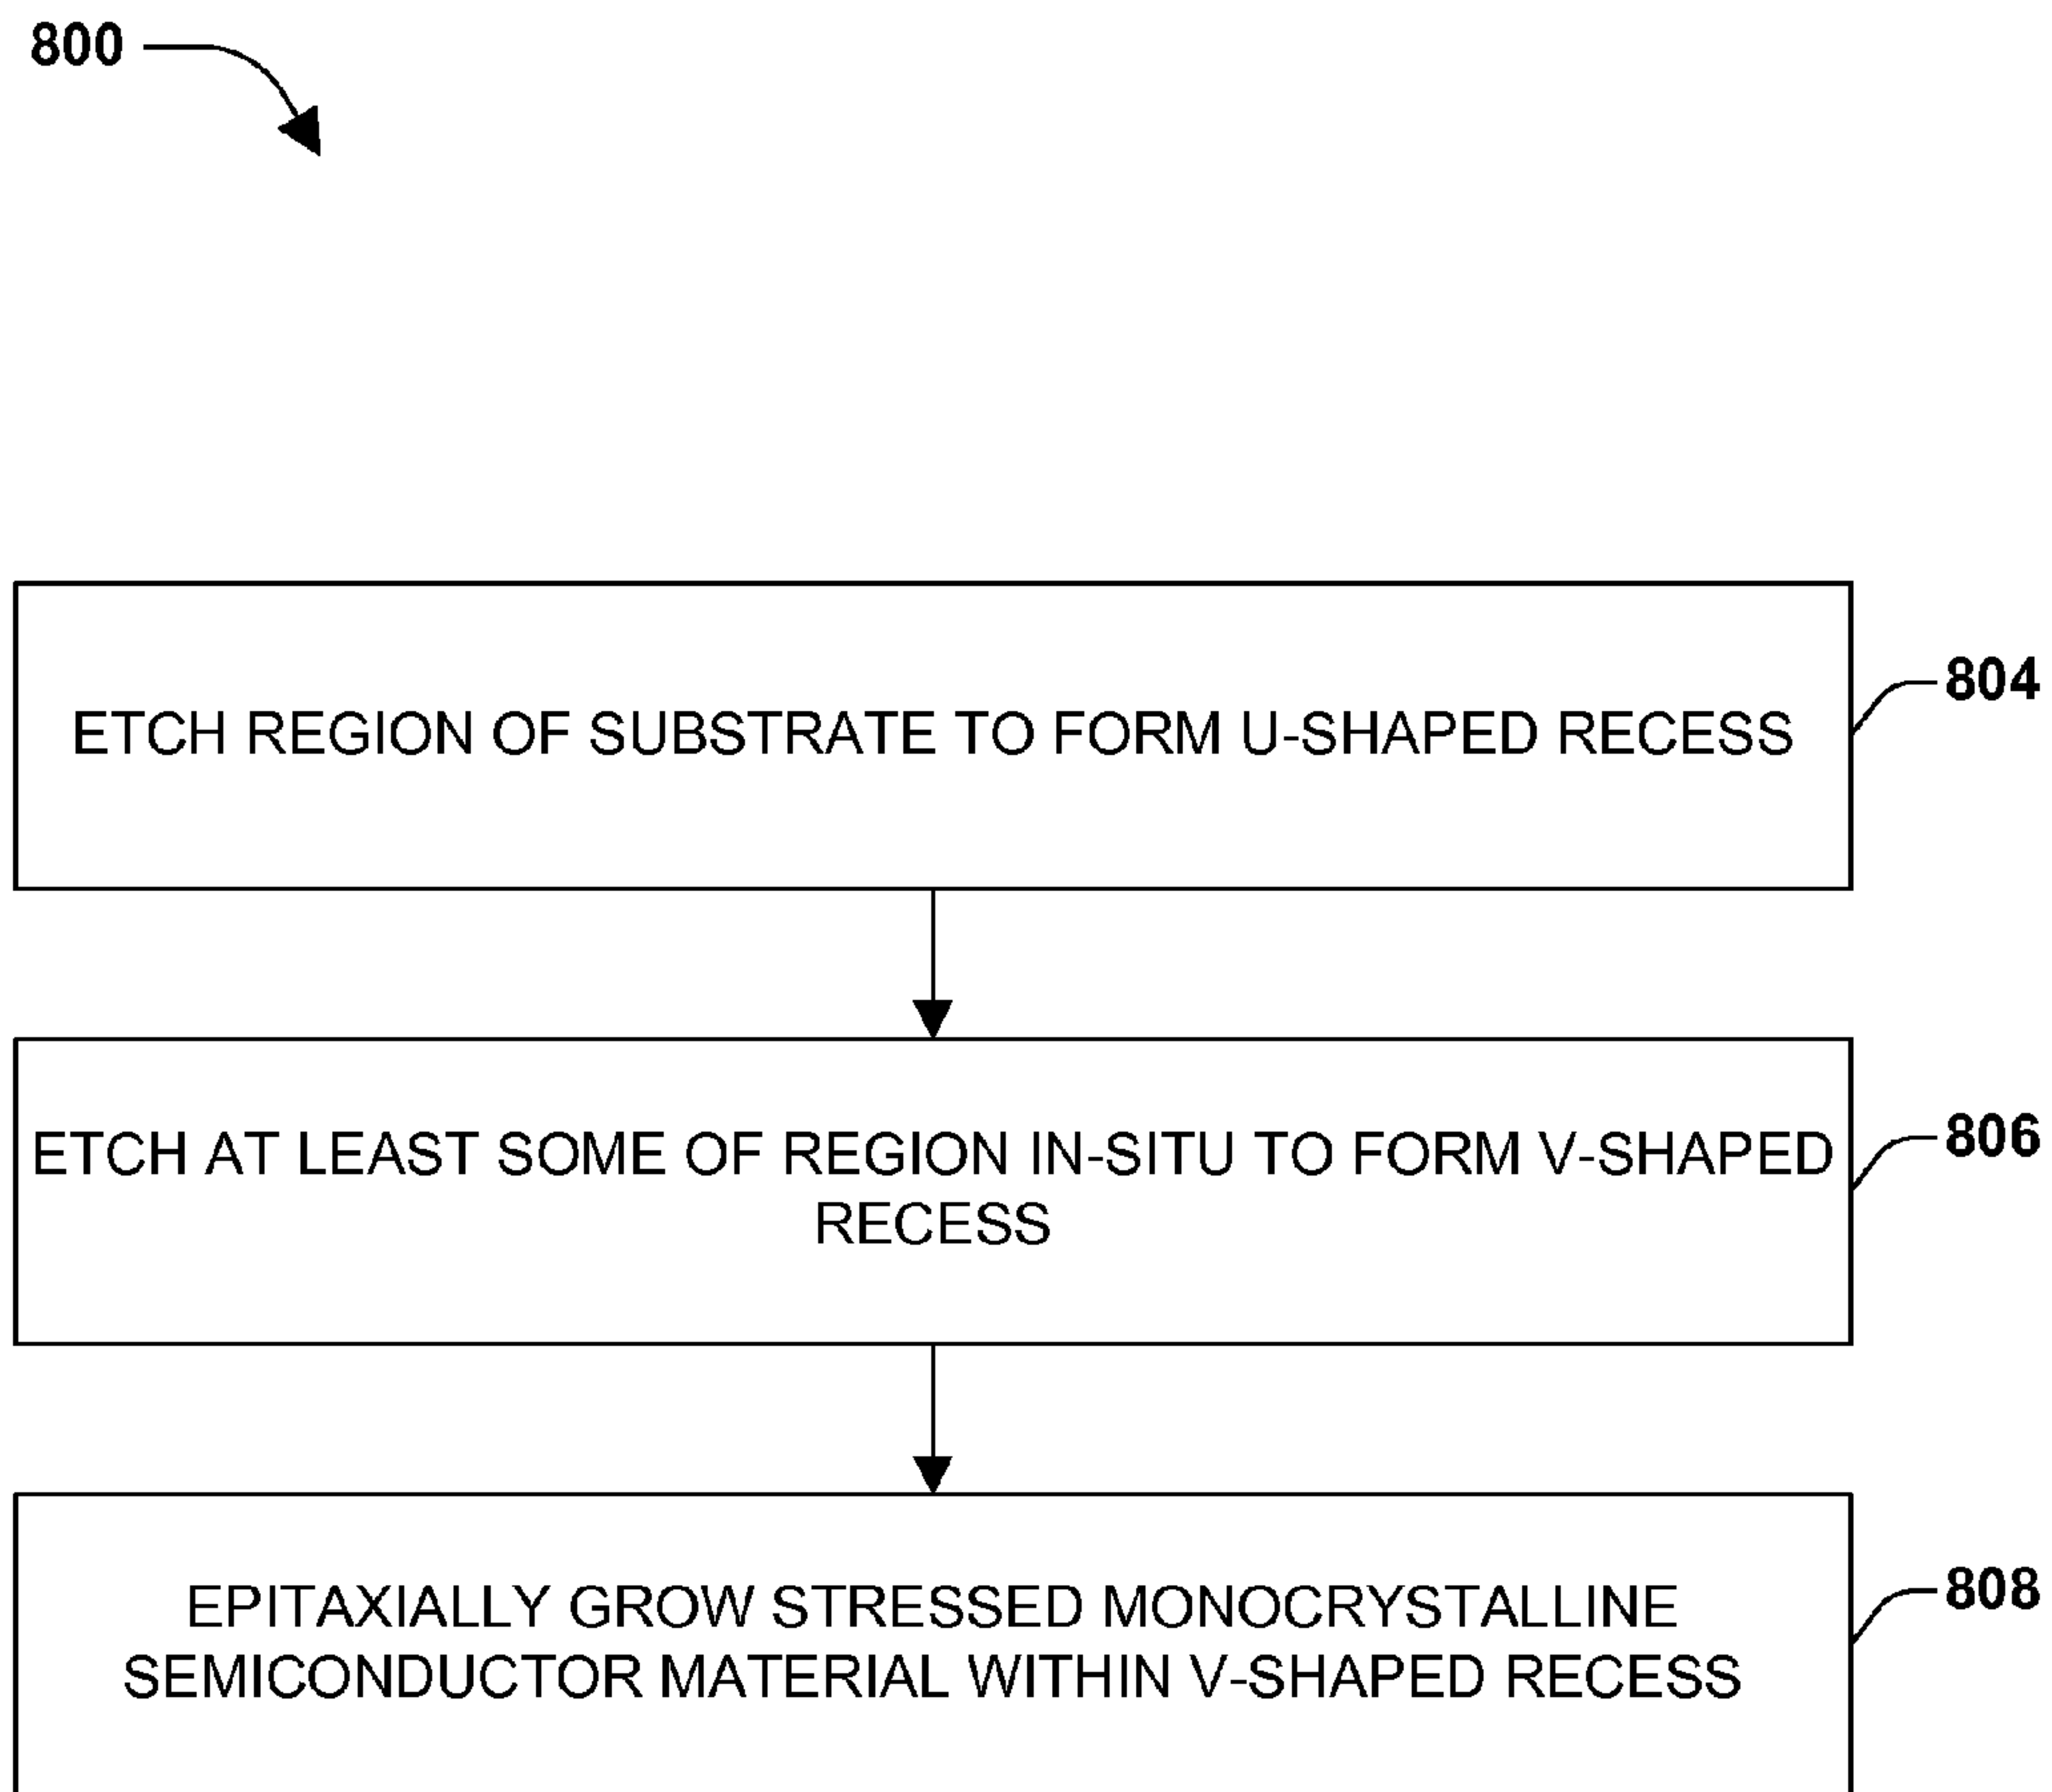 800
ETCH REGION OF SUBSTRATE TO FORM U-SHAPED RECESS
804
ETCH AT LEAST SOME OF REGION IN-SITU TO FORM V-SHAPED
RECESS
806
EPITAXIALLY GROW STRESSED MONOCRYSTALLINE
SEMICONDUCTOR MATERIAL WITHIN V-SHAPED RECESS
808